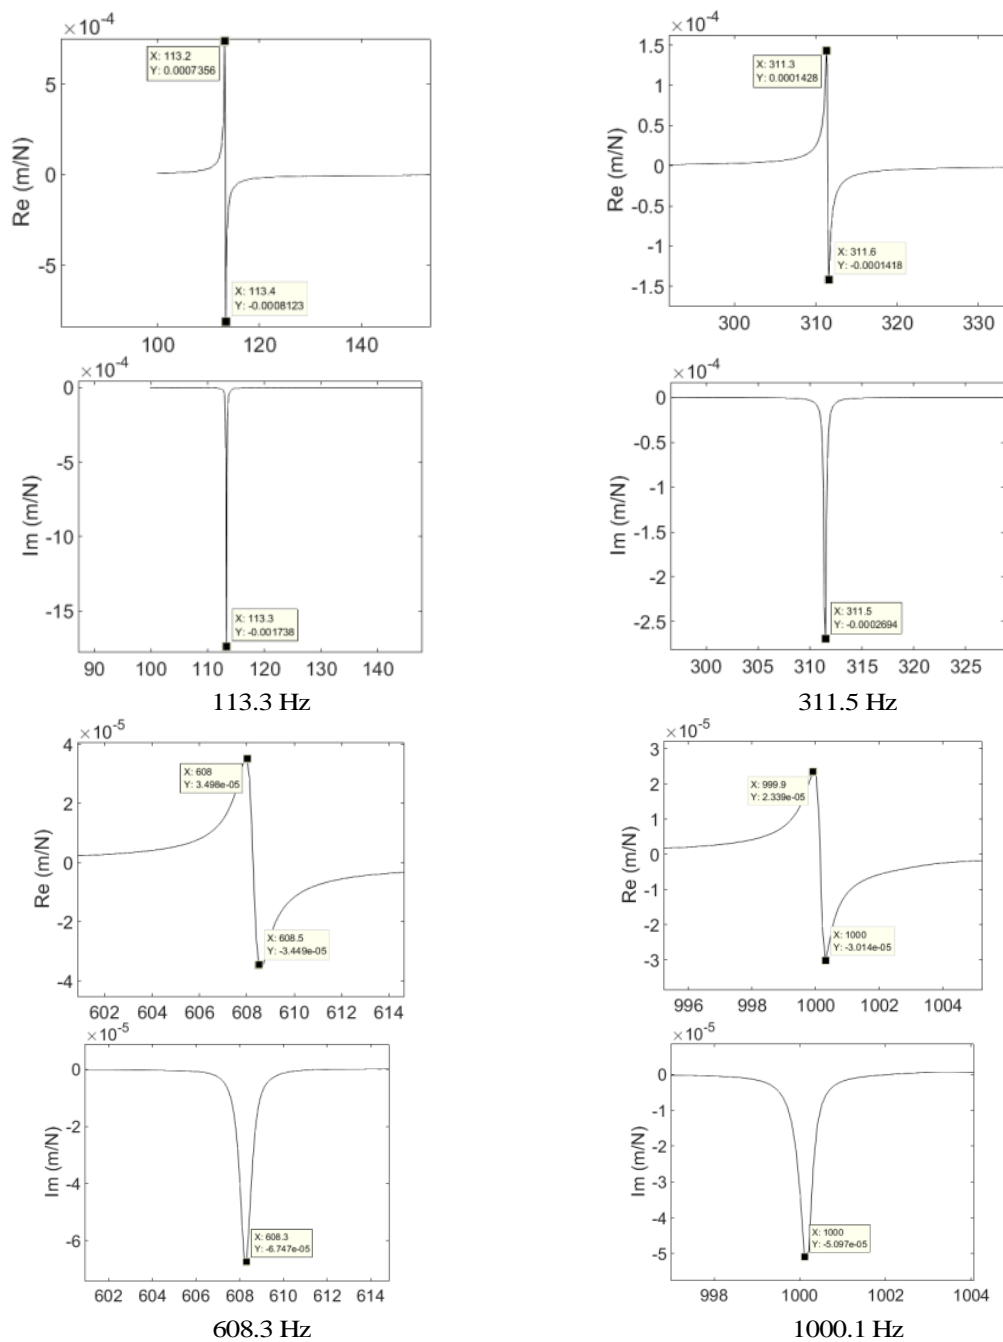 ×10⁻⁴
5
0
-5
Re (m/N)
X: 113.2
Y: 0.0007356
X: 113.4
Y: -0.0008123
100 120 140
×10⁻⁴
1.5
1
0.5
0
-0.5
-1
-1.5
Re (m/N)
X: 311.3
Y: 0.0001428
X: 311.6
Y: -0.0001418
300 310 320 330
×10⁻⁴
0
-5
-10
-15
Im (m/N)
X: 113.3
Y: -0.001738
90 100 110 120 130 140
113.3 Hz
×10⁻⁴
0
-0.5
-1
-1.5
-2
-2.5
Im (m/N)
X: 311.5
Y: -0.0002694
300 305 310 315 320 325
311.5 Hz
×10⁻⁵
4
2
0
-2
-4
Re (m/N)
X: 608
Y: 3.498e-05
X: 608.5
Y: -3.449e-05
602 604 606 608 610 612 614
×10⁻⁵
3
2
1
0
-1
-2
-3
Re (m/N)
X: 999.9
Y: 2.339e-05
X: 1000
Y: -3.014e-05
996 998 1000 1002 1004
×10⁻⁵
0
-2
-4
-6
Im (m/N)
X: 608.3
Y: -6.747e-05
602 604 606 608 610 612 614
608.3 Hz
×10⁻⁵
0
-1
-2
-3
-4
-5
Im (m/N)
X: 1000
Y: -5.097e-05
998 1000 1002 1004
1000.1 Hz